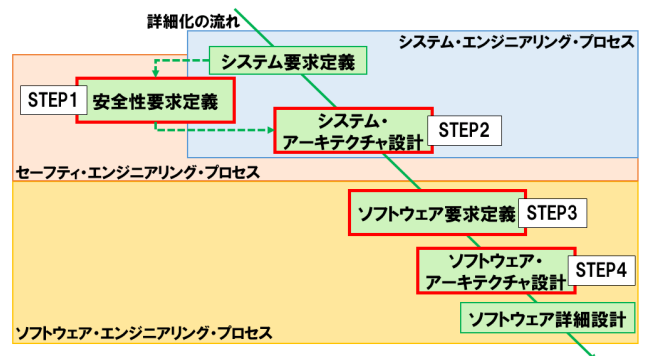 詳細化の流れ
システム・エンジニアリング・プロセス
システム要求定義
STEP1
安全性要求定義
システム・
アーキテクチャ設計
STEP2
セーフティ・エンジニアリング・プロセス
ソフトウェア要求定義
STEP3
ソフトウェア・
アーキテクチャ設計
STEP4
ソフトウェア詳細設計
ソフトウェア・エンジニアリング・プロセス